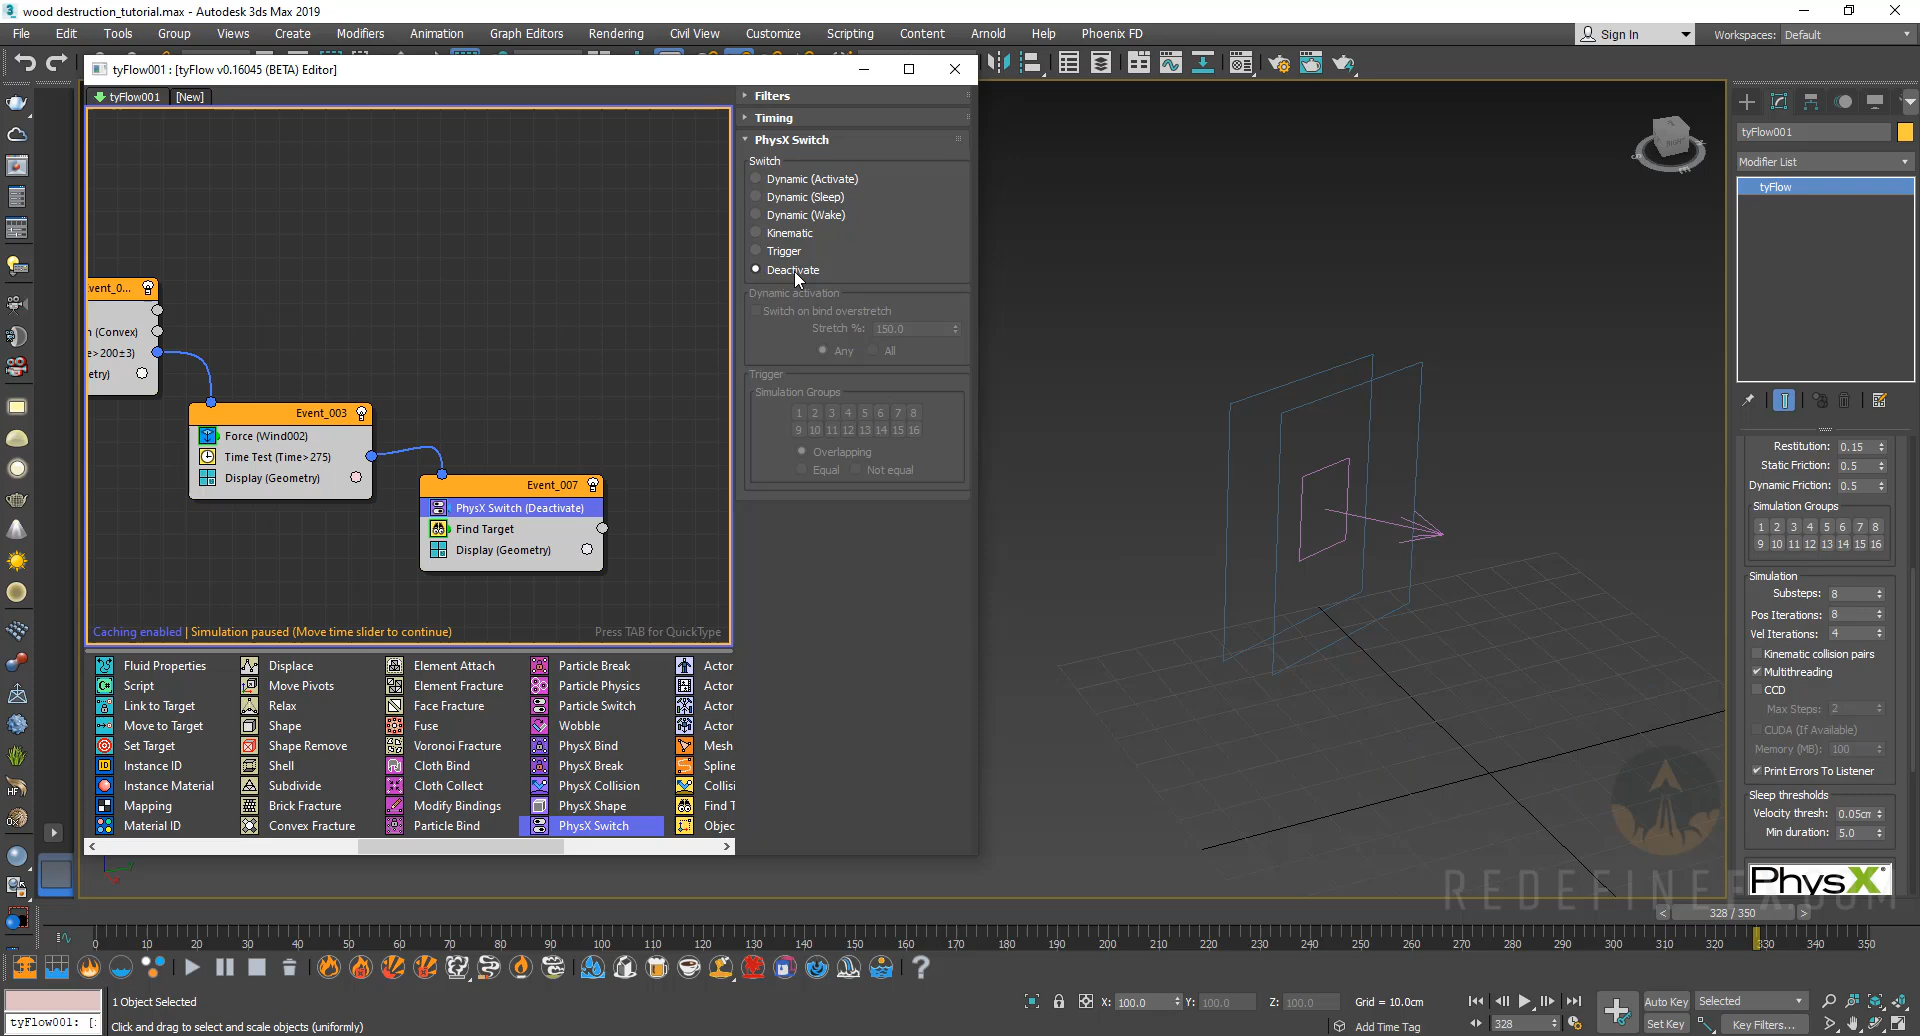 wood destruction_tutorial.max - Autodesk 3ds Max 2019
File Edit Tools Group Views Create Modifiers Animation Graph Editors Rendering Civil View Customize Scripting Content Arnold Help Phoenix FD
Sign In Workspaces: Default
tyFlow001 : [tyFlow v0.16045 (BETA) Editor]
tyFlow001 [New]
Filters
Timing
PhysX Switch
Switch
Dynamic (Activate)
Dynamic (Sleep)
Dynamic (Wake)
Kinematic
Trigger
Deactivate
Dynamic activation
Switch on bind overstretch
Stretch %: 150.0
Any All
Trigger
Simulation Groups
1 2 3 4 5 6 7 8
9 10 11 12 13 14 15 16
Overlapping
Equal Not equal
vent_0...
n (Convex)
e>200±3)
etry)
Event_003
Force (Wind002)
Time Test (Time>275)
Display (Geometry)
Event_007
PhysX Switch (Deactivate)
Find Target
Display (Geometry)
Caching enabled | Simulation paused (Move time slider to continue) Press TAB for QuickType
Fluid Properties Displace Element Attach Particle Break Actor
Script Move Pivots Element Fracture Particle Physics Actor
Link to Target Relax Face Fracture Particle Switch Actor
Move to Target Shape Fuse Wobble Actor
Set Target Shape Remove Voronoi Fracture PhysX Bind Mesh
Instance ID Shell Cloth Bind PhysX Break Spline
Instance Material Subdivide Cloth Collect PhysX Collision Collisi
Mapping Brick Fracture Modify Bindings PhysX Shape Find T
Material ID Convex Fracture Particle Bind PhysX Switch Objec
tyFlow001
Modifier List
tyFlow
Restitution: 0.15
Static Friction: 0.5
Dynamic Friction: 0.5
Simulation Groups
1 2 3 4 5 6 7 8
9 10 11 12 13 14 15 16
Simulation
Substeps: 8
Pos Iterations: 8
Vel Iterations: 4
Kinematic collision pairs
Multithreading
CCD
Max Steps: 2
CUDA (If Available)
Memory (MB): 100
Print Errors To Listener
Sleep thresholds
Velocity thresh: 0.05cm
Min duration: 5.0
PhysX
REDEFINEFX.COM
< 328 / 350 >
0 10 20 30 40 50 60 70 80 90 100 110 120 130 140 150 160 170 180 190 200 210 220 230 240 250 260 270 280 290 300 310 320 330 340 350
1 Object Selected
X: 100.0 Y: 100.0 Z: 100.0 Grid = 10.0cm
Auto Key Selected
tyFlow001: [
Click and drag to select and scale objects (uniformly)
Add Time Tag
328
Set Key Key Filters...